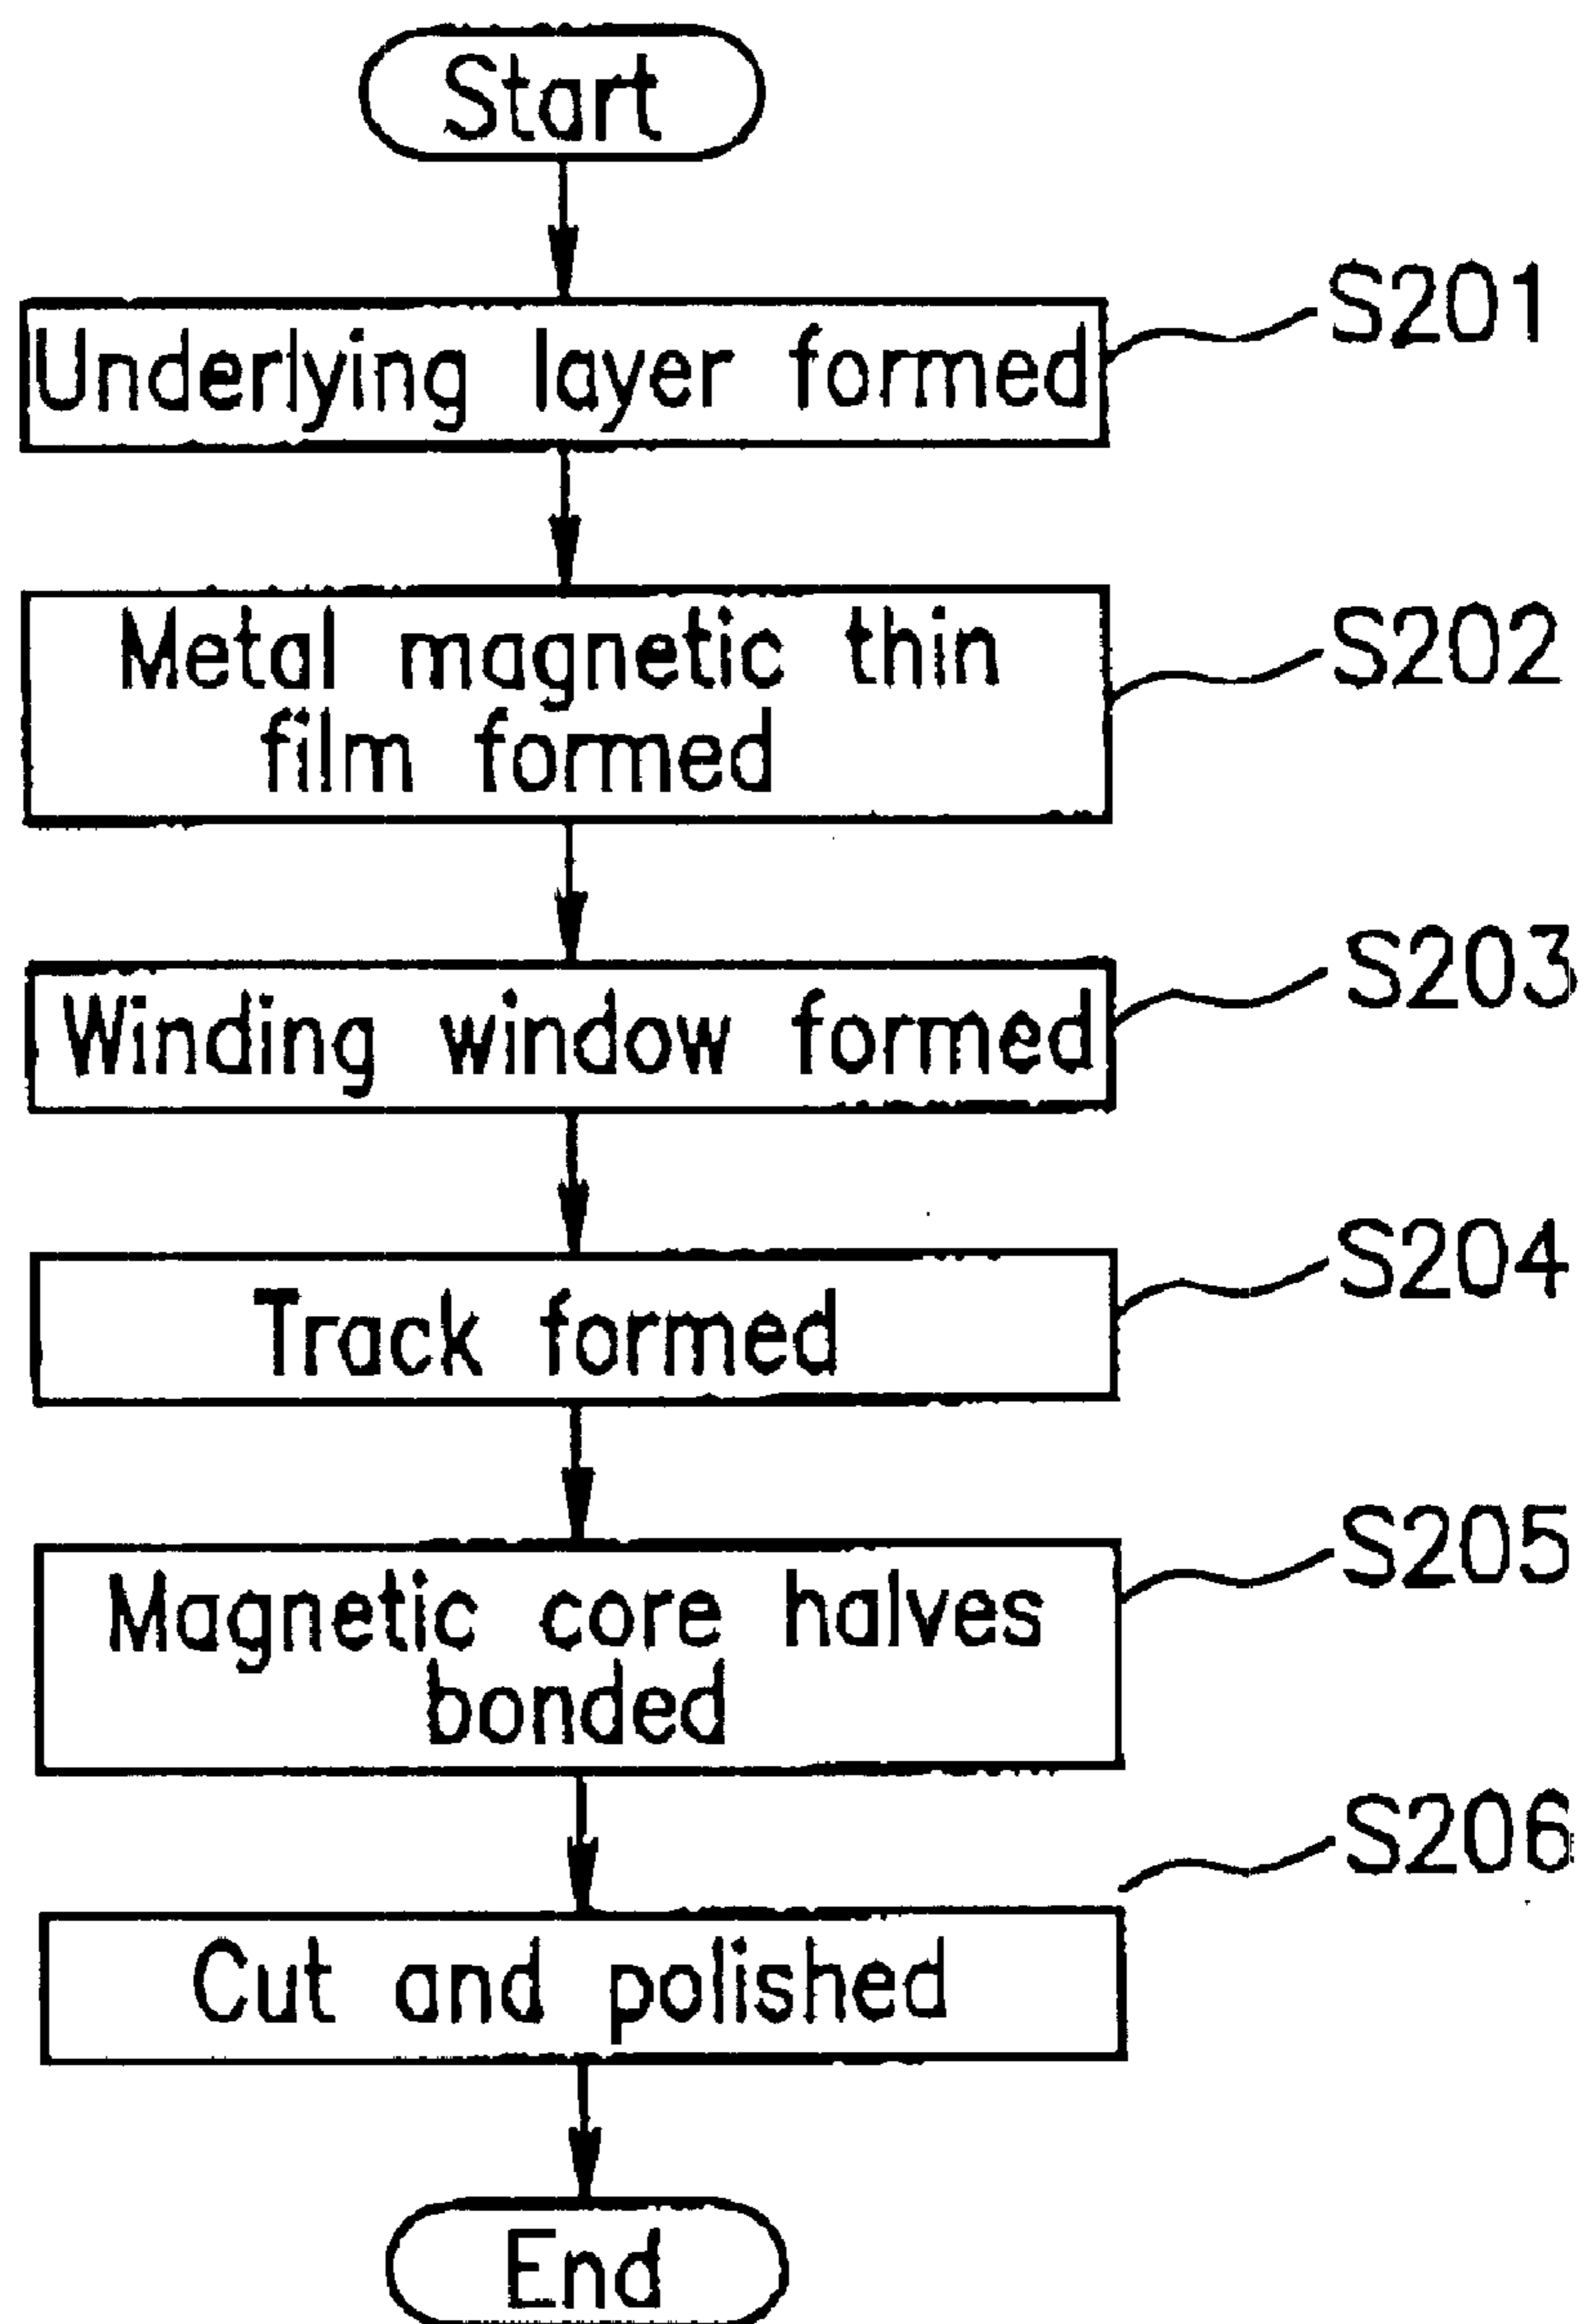 Start
Underlying layer formed
S201
Metal magnetic thin
film formed
S202
Winding window formed
S203
Track formed
S204
Magnetic core halves
bonded
S205
Cut and polished
S206
End